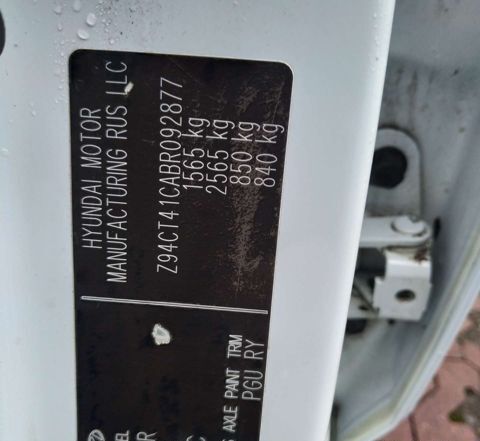 HYUNDAI MOTOR
MANUFACTURING RUS LLC
Z94CT41CABR092877
1565 kg
2565 kg
850 kg
840 kg
AXLE PAINT TRIM
PGU RY